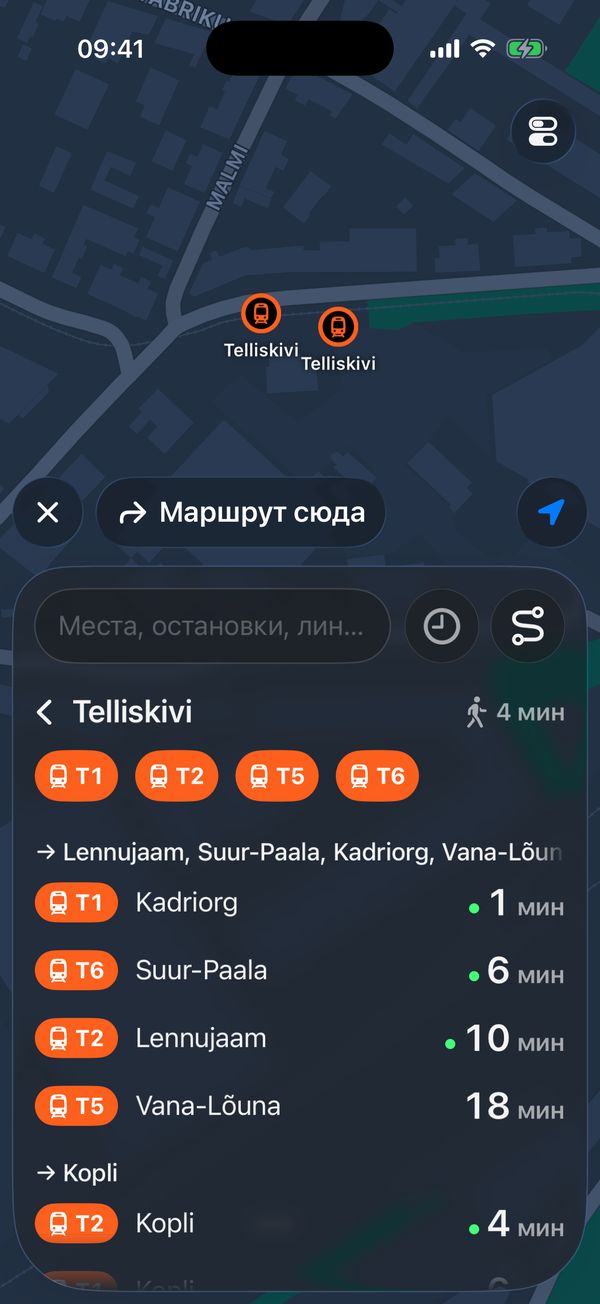 09:41
MALMI
Telliskivi
Telliskivi
Маршрут сюда
Места, остановки, лин...
Telliskivi 4 мин
T1 T2 T5 T6
→ Lennujaam, Suur-Paala, Kadriorg, Vana-Lõun
T1 Kadriorg 1 мин
T6 Suur-Paala 6 мин
T2 Lennujaam 10 мин
T5 Vana-Lõuna 18 мин
→ Kopli
T2 Kopli 4 мин
T1 Kopli